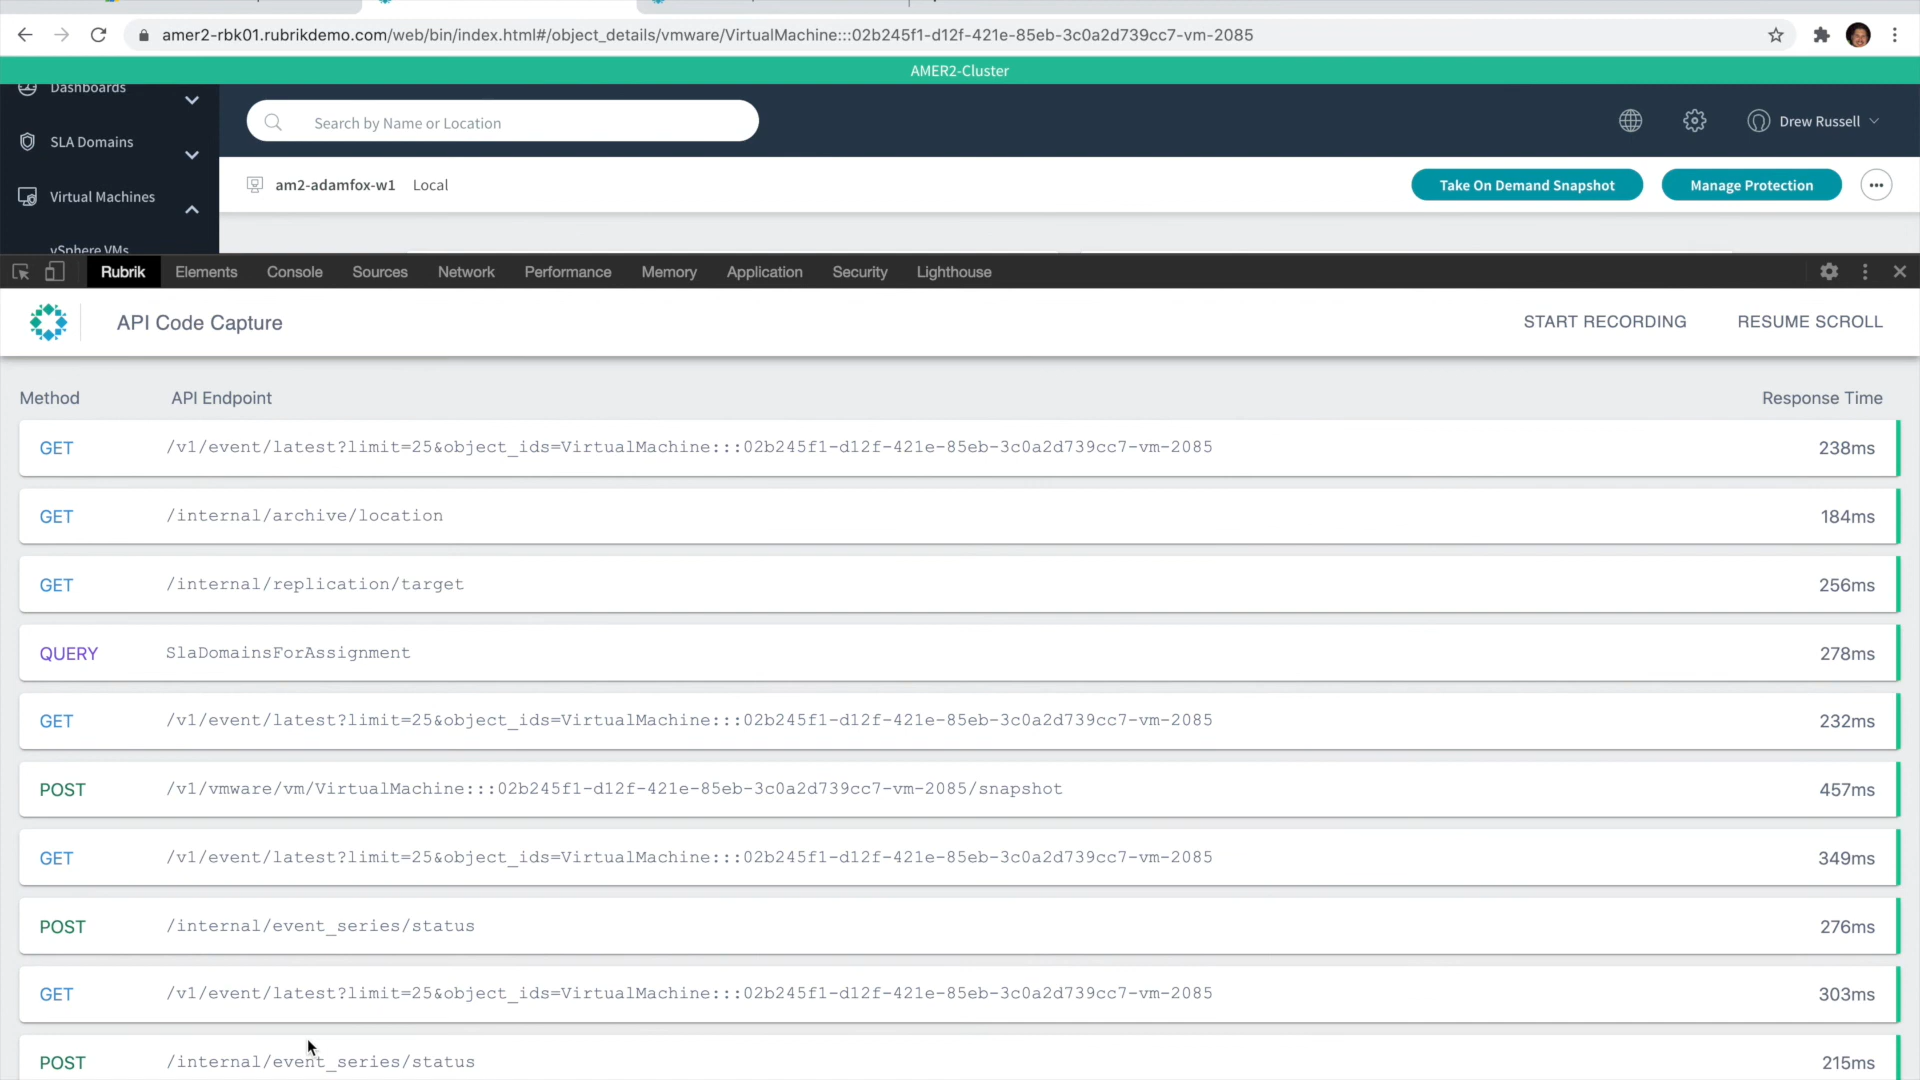 amer2-rbk01.rubrikdemo.com/web/bin/index.html#/object_details/vmware/VirtualMachine:::02b245f1-d12f-421e-85eb-3c0a2d739cc7-vm-2085
AMER2-Cluster
Dashboards
Search by Name or Location
Drew Russell
SLA Domains
am2-adamfox-w1 Local
Take On Demand Snapshot
Manage Protection
Virtual Machines
vSphere VMs
Rubrik Elements Console Sources Network Performance Memory Application Security Lighthouse
API Code Capture
START RECORDING
RESUME SCROLL
Method API Endpoint Response Time
GET /v1/event/latest?limit=25&object_ids=VirtualMachine:::02b245f1-d12f-421e-85eb-3c0a2d739cc7-vm-2085 238ms
GET /internal/archive/location 184ms
GET /internal/replication/target 256ms
QUERY SlaDomainsForAssignment 278ms
GET /v1/event/latest?limit=25&object_ids=VirtualMachine:::02b245f1-d12f-421e-85eb-3c0a2d739cc7-vm-2085 232ms
POST /v1/vmware/vm/VirtualMachine:::02b245f1-d12f-421e-85eb-3c0a2d739cc7-vm-2085/snapshot 457ms
GET /v1/event/latest?limit=25&object_ids=VirtualMachine:::02b245f1-d12f-421e-85eb-3c0a2d739cc7-vm-2085 349ms
POST /internal/event_series/status 276ms
GET /v1/event/latest?limit=25&object_ids=VirtualMachine:::02b245f1-d12f-421e-85eb-3c0a2d739cc7-vm-2085 303ms
POST /internal/event_series/status 215ms